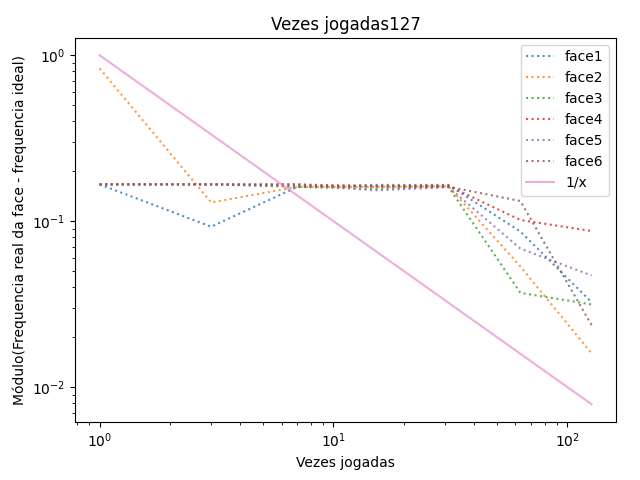 Vezes jogadas127
Módulo(Frequencia real da face - frequencia ideal)
10⁰
10⁻¹
10⁻²
face1
face2
face3
face4
face5
face6
1/x
10⁰
10¹
10²
Vezes jogadas